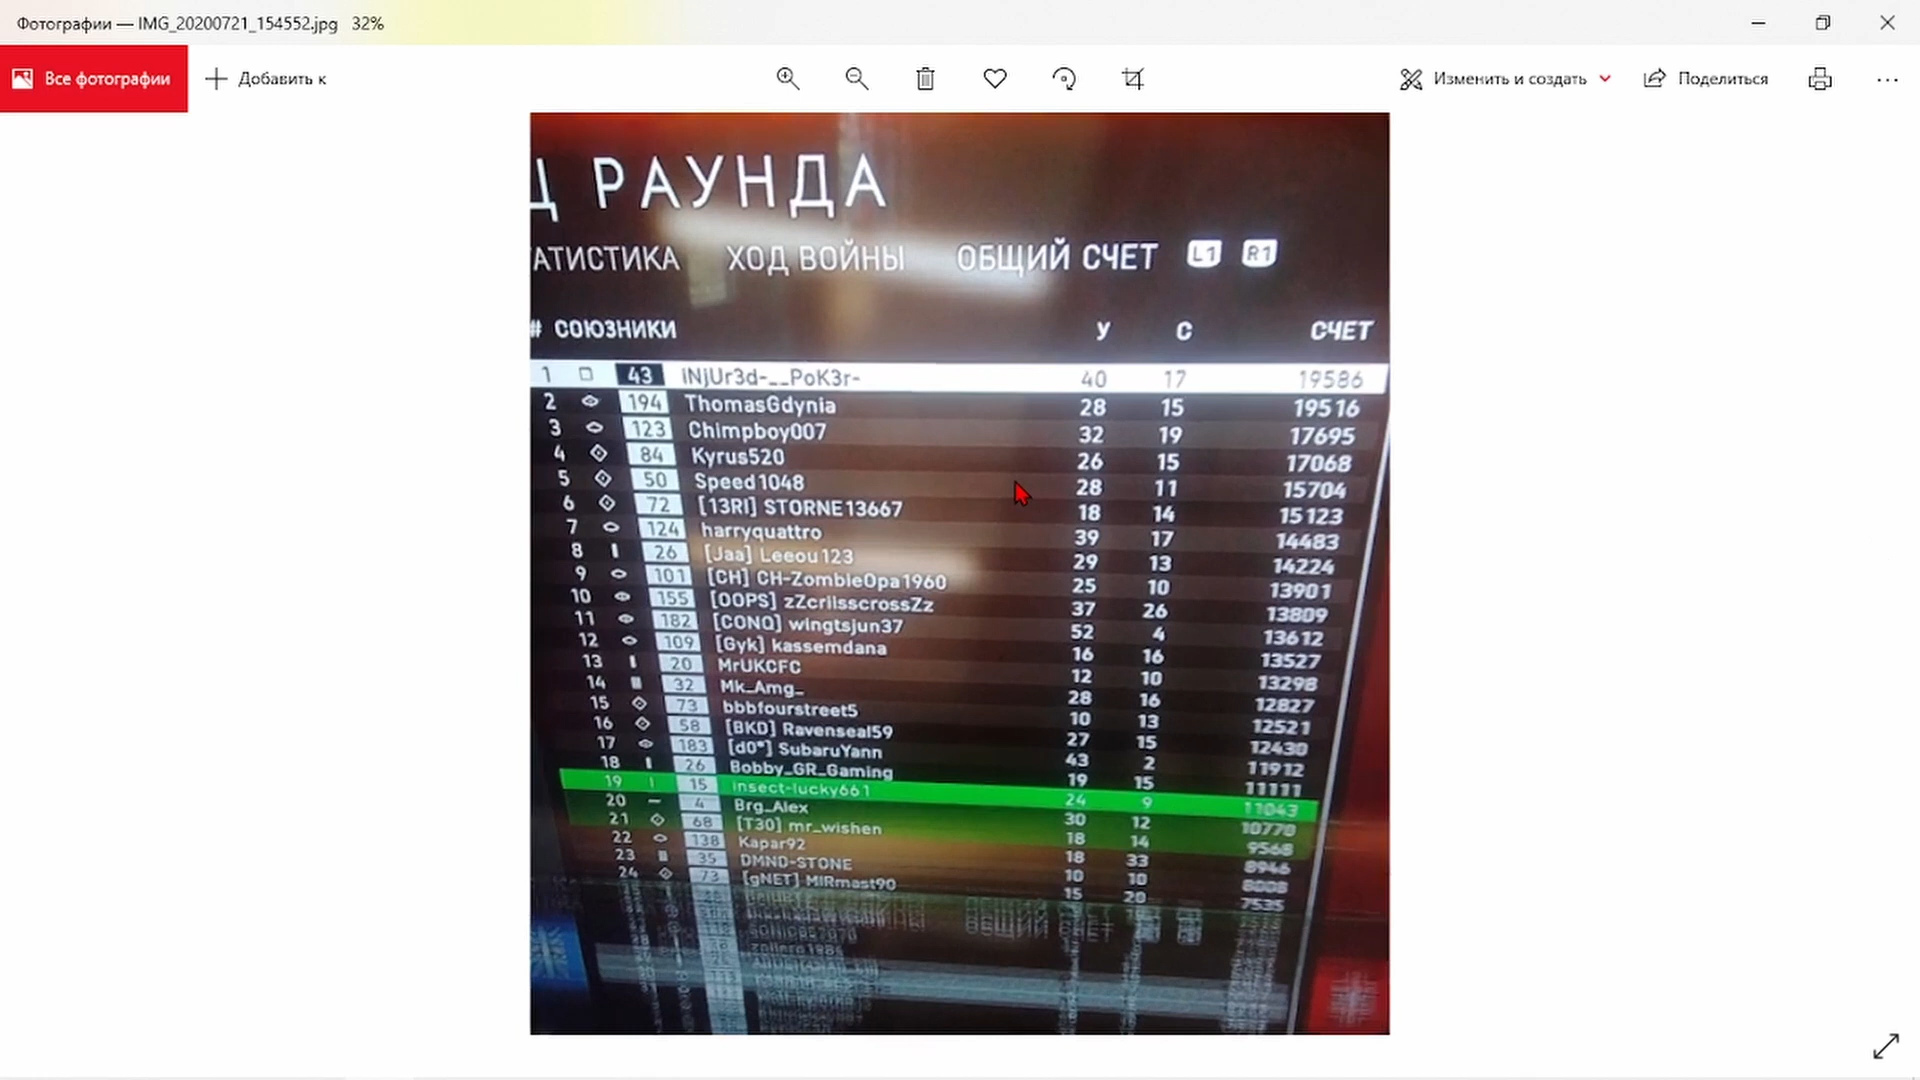 Фотографии — IMG_20200721_154552.jpg 32%
Все фотографии
Добавить к
Изменить и создать
Поделиться
Ц РАУНДА
АТИСТИКА ХОД ВОЙНЫ ОБЩИЙ СЧЕТ L1 R1
# СОЮЗНИКИ У С СЧЕТ
1 43 iNjUr3d-__PoK3r- 40 17 19586
2 194 ThomasGdynia 28 15 19516
3 123 Chimpboy007 32 19 17695
4 84 Kyrus520 26 15 17068
5 50 Speed1048 28 11 15704
6 72 [13RI] STORNE13667 18 14 15123
7 124 harryquattro 39 17 14483
8 26 [Jaa] Leeou123 29 13 14224
9 101 [CH] CH-ZombieOpa1960 25 10 13901
10 155 [OOPS] zZcriisscrossZz 37 26 13809
11 182 [CONQ] wingtsjun37 52 4 13612
12 109 [Gyk] kassemdana 16 16 13527
13 20 MrUKCFC 12 10 13298
14 32 Mk_Amg_ 28 16 12827
15 73 bbbfourstreet5 10 13 12521
16 58 [BKD] Ravenseal59 27 15 12430
17 183 [d0*] SubaruYann 43 2 11912
18 26 Bobby_GR_Gaming 19 15 11111
19 15 insect-lucky661 24 9 11043
20 4 Brg_Alex 30 12 10770
21 68 [T30] mr_wishen 18 14 9568
22 138 Kapar92 18 33 8946
23 35 DMND-STONE 10 10 8008
24 73 [gNET] MIRmast90 15 20 7535
ОБЩИЙ СЧЕТ